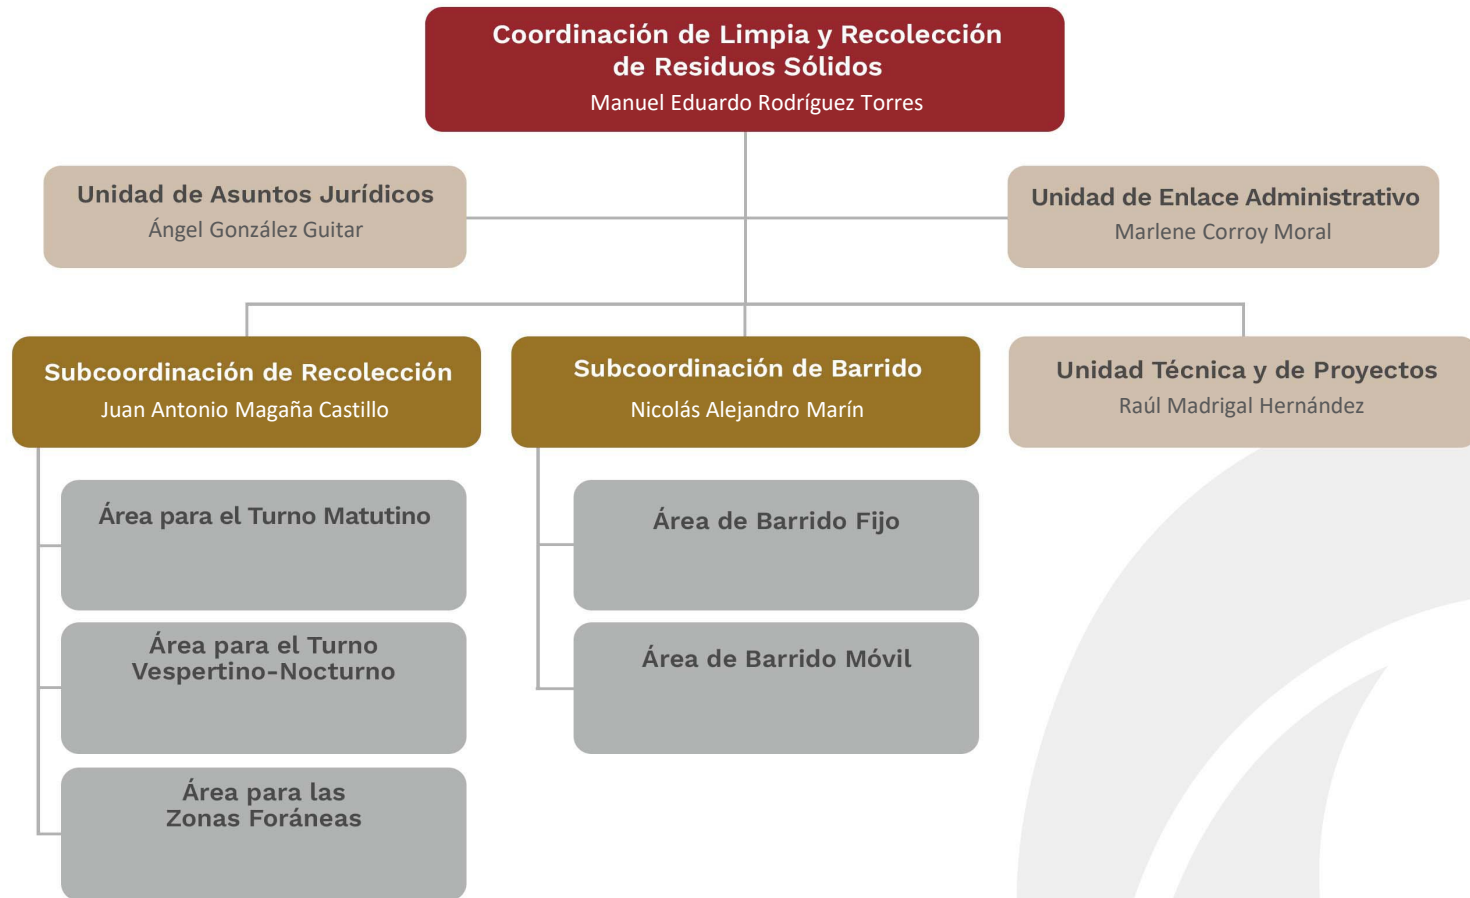 Coordinación de Limpia y Recolección
de Residuos Sólidos
Manuel Eduardo Rodríguez Torres
Unidad de Asuntos Jurídicos
Ángel González Guitar
Unidad de Enlace Administrativo
Marlene Corroy Moral
Subcoordinación de Recolección
Juan Antonio Magaña Castillo
Subcoordinación de Barrido
Nicolás Alejandro Marín
Unidad Técnica y de Proyectos
Raúl Madrigal Hernández
Área para el Turno Matutino
Área para el Turno
Vespertino-Nocturno
Área para las
Zonas Foráneas
Área de Barrido Fijo
Área de Barrido Móvil